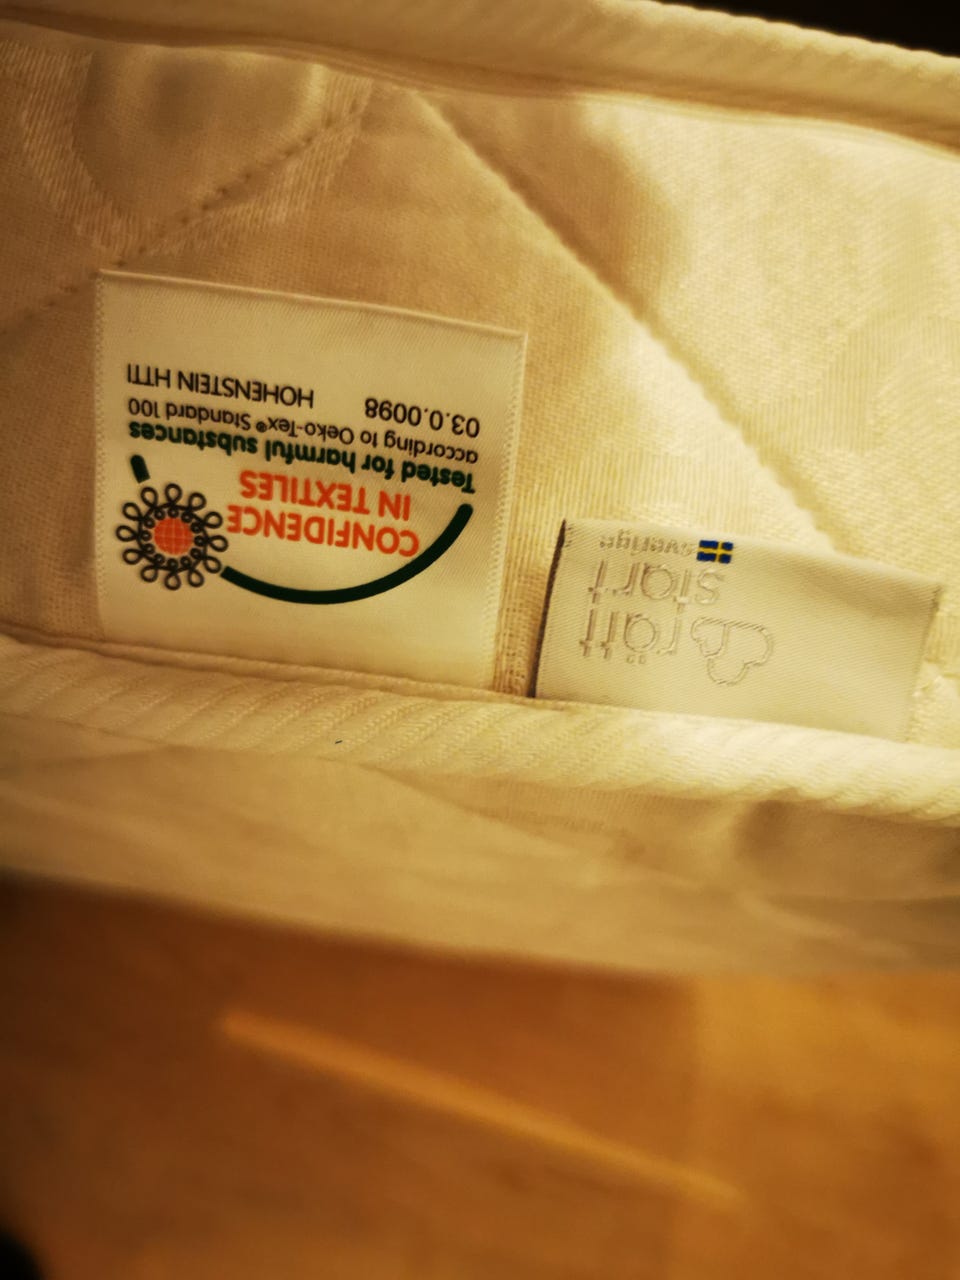 CONFIDENCE
IN TEXTILES
Tested for harmful substances
according to Oeko-Tex® Standard 100
03.0.0098 HOHENSTEIN HTTI
rätt
start
sverige